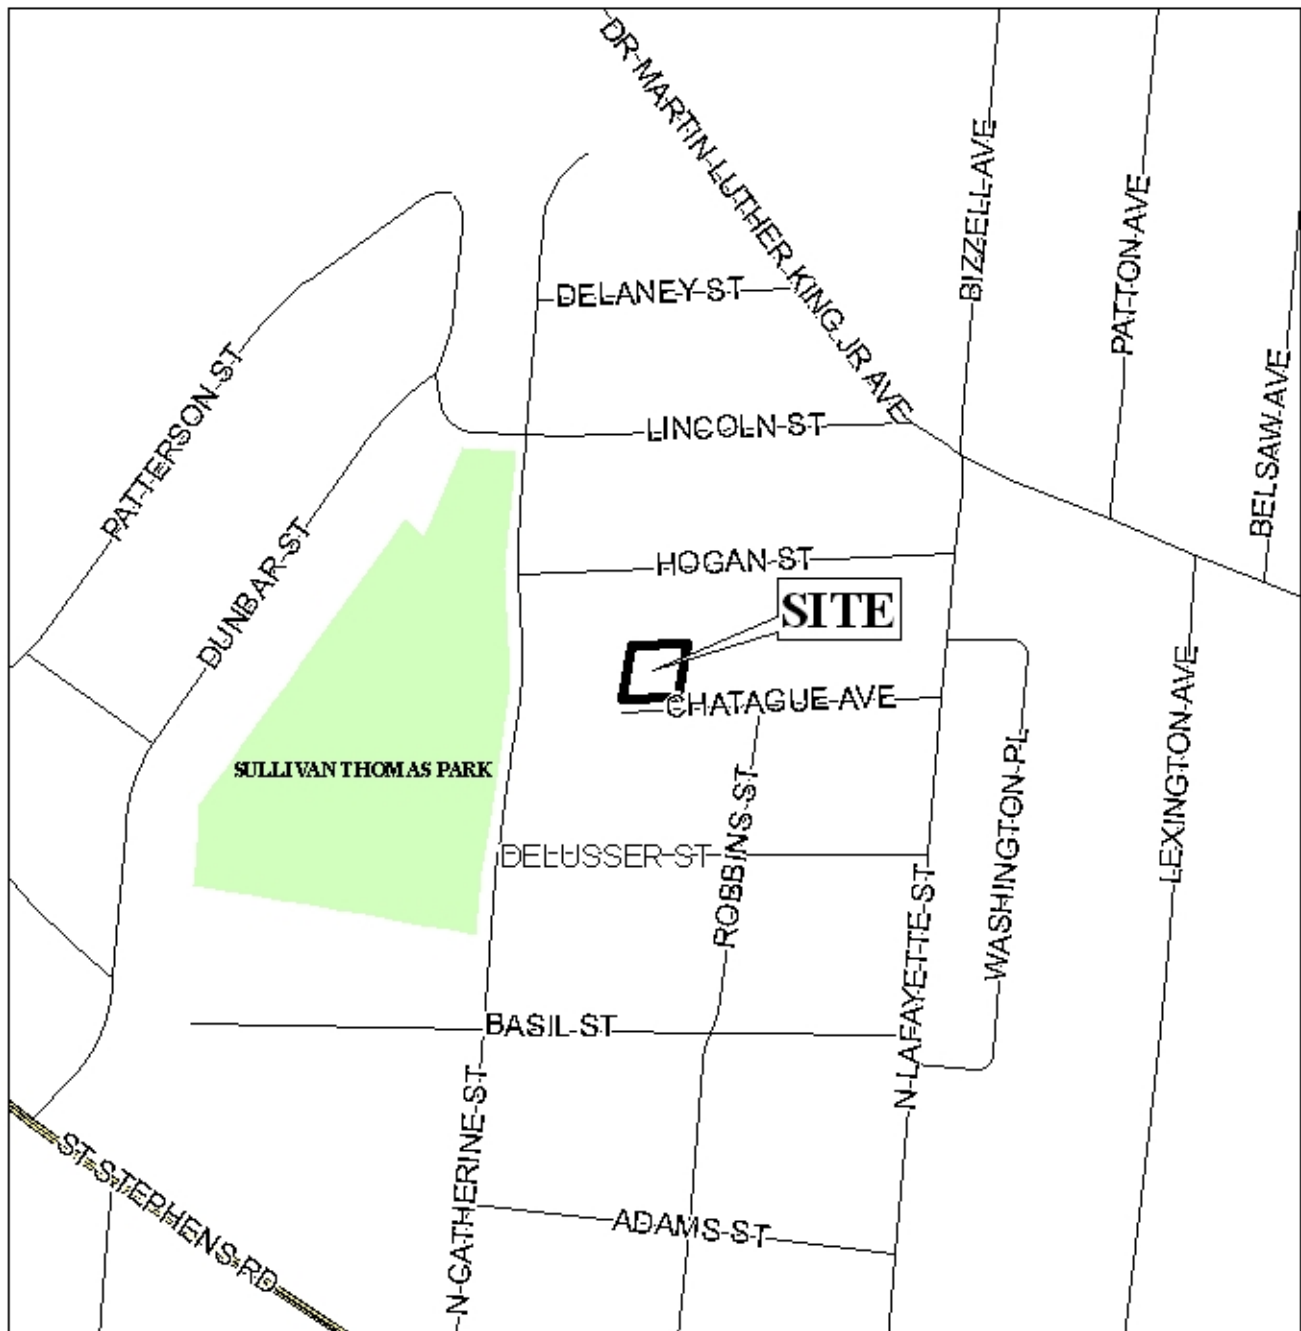 DR MARTIN LUTHER KING JR AVE
BIZZELL AVE
PATTON AVE
DELANEY ST
PATTERSON ST
LINCOLN ST
BELSAW AVE
DUNBAR ST
HOGAN ST
SITE
CHATAGUE AVE
SULLIVAN THOMAS PARK
LEXINGTON AVE
WASHINGTON PL
ROBBINS ST
DELUSSER ST
N LAFAYETTE ST
BASIL ST
N CATHERINE ST
ST STEPHENS RD
ADAMS ST